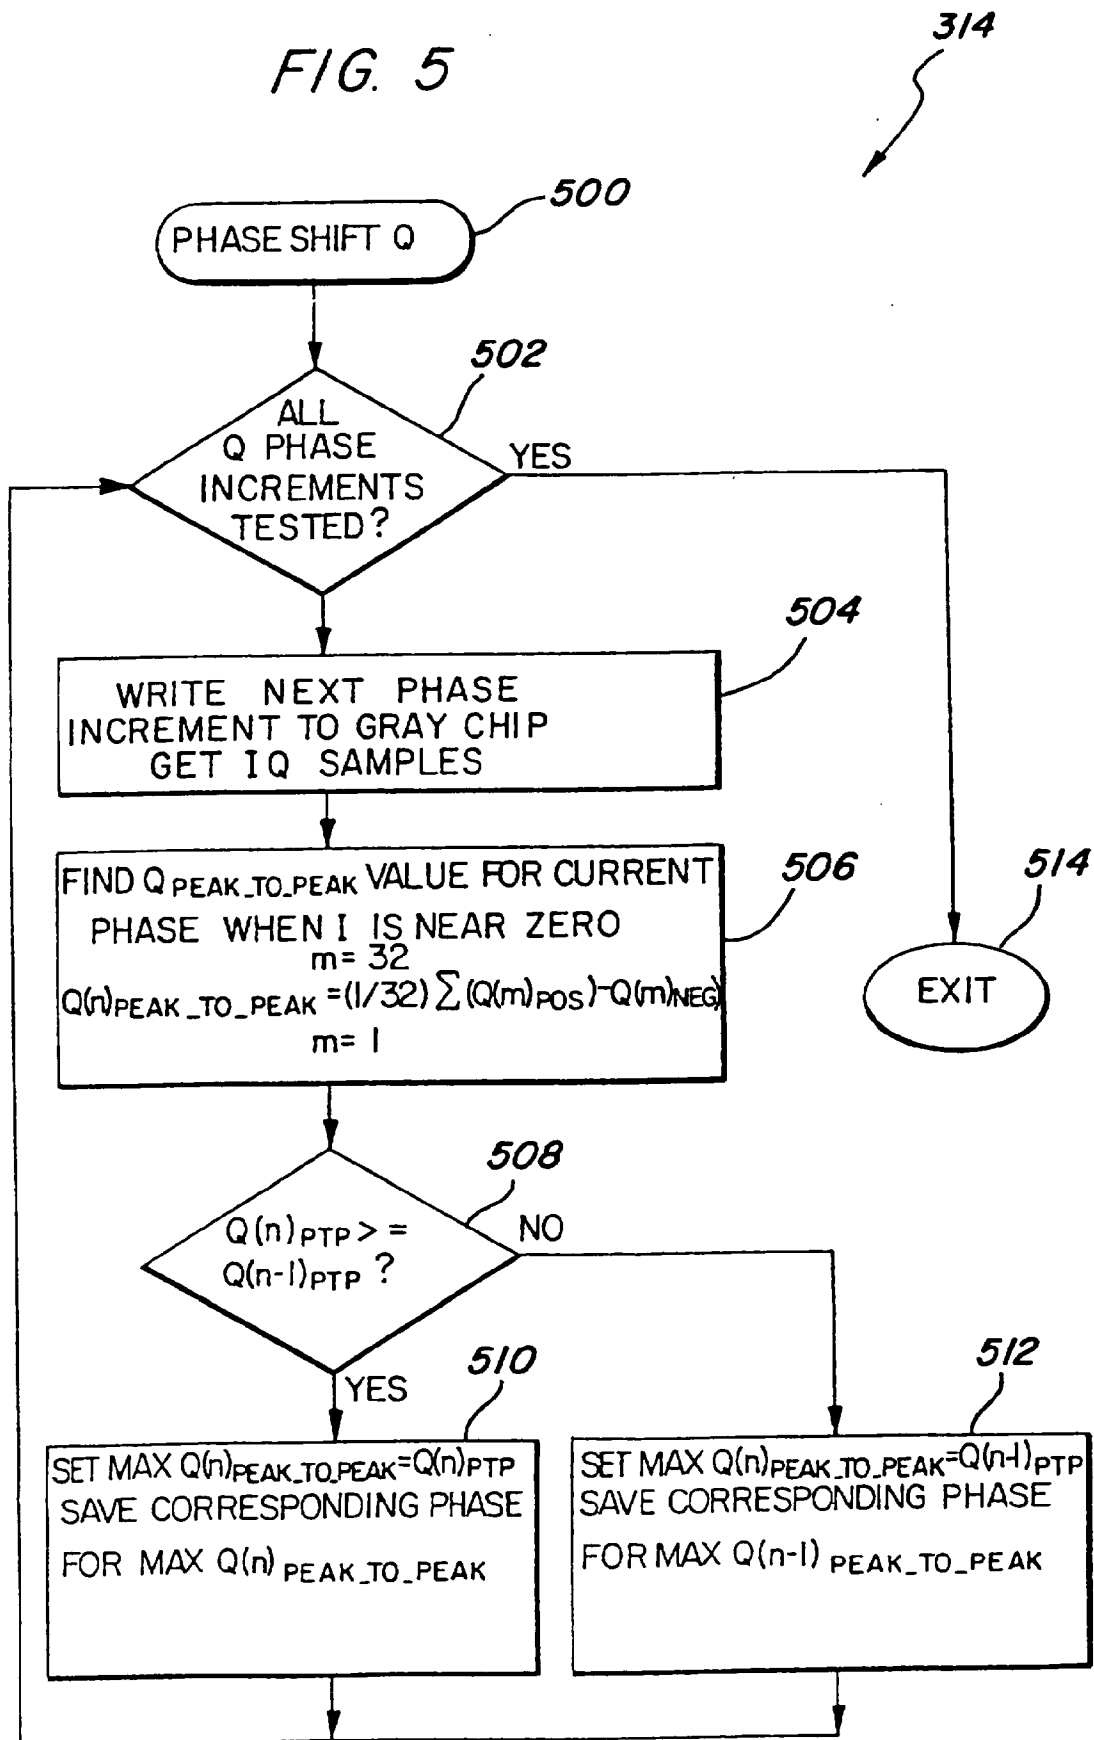 FIG. 5
314
500
PHASE SHIFT Q
502
ALL
Q PHASE
INCREMENTS
TESTED?
YES
504
WRITE NEXT PHASE
INCREMENT TO GRAY CHIP
GET IQ SAMPLES
506
FIND Q PEAK_TO_PEAK VALUE FOR CURRENT
PHASE WHEN I IS NEAR ZERO
m= 32
Q(n)PEAK_TO_PEAK =(1/32) Σ(Q(m)POS)-Q(m)NEG)
m= 1
514
EXIT
508
Q(n)PTP > =
Q(n-1)PTP ?
NO
YES
510
SET MAX Q(n)PEAK_TO_PEAK=Q(n)PTP
SAVE CORRESPONDING PHASE
FOR MAX Q(n) PEAK_TO_PEAK
512
SET MAX Q(n)PEAK_TO_PEAK=Q(n-1)PTP
SAVE CORRESPONDING PHASE
FOR MAX Q(n-1) PEAK_TO_PEAK